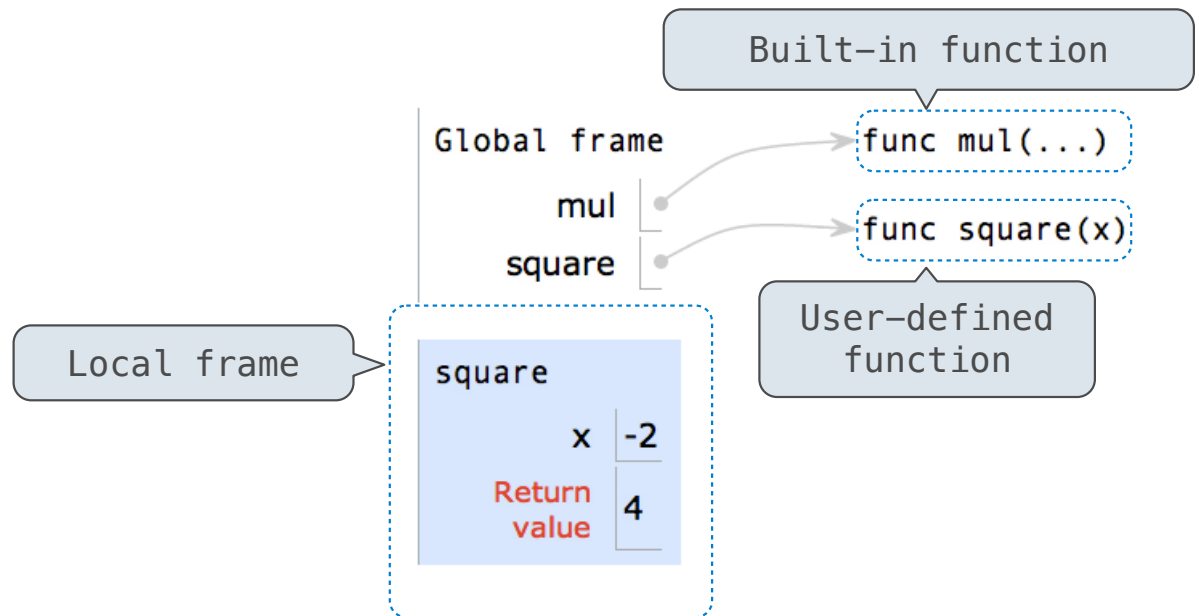 Built-in function
Global frame
func mul(...)
mul
func square(x)
square
User-defined
function
Local frame
square
x -2
Return
value
4